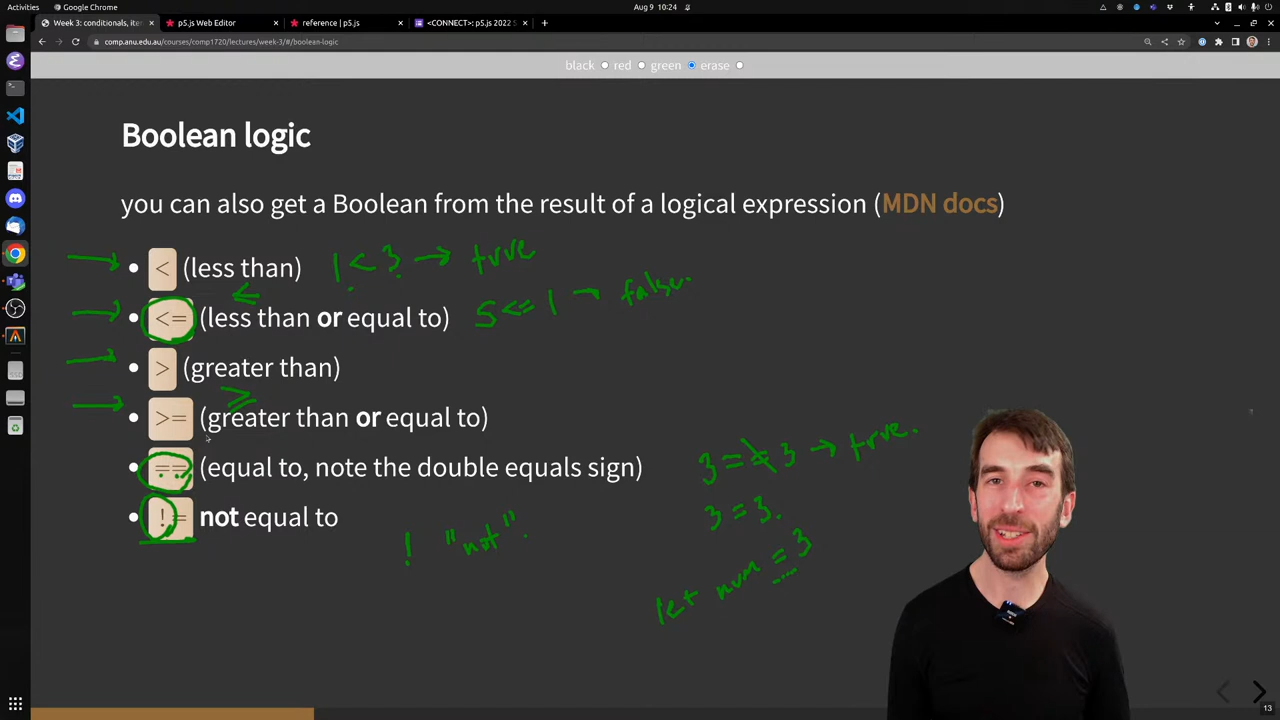 Activities
Google Chrome
Aug 9 10:24
Week 3: conditionals, iter
p5.js Web Editor
reference | p5.js
<CONNECT>: p5.js 2022 S
comp.anu.edu.au/courses/comp1720/lectures/week-3/#/boolean-logic
black red green erase
Boolean logic
you can also get a Boolean from the result of a logical expression (MDN docs)
< (less than) 1 < 3 → true
<= (less than or equal to) 5 <= 1 → false.
> (greater than)
≥
>= (greater than or equal to)
== (equal to, note the double equals sign) 3 == 3 → true.
3 = 3.
!= not equal to
! "not".
let num = 3
13